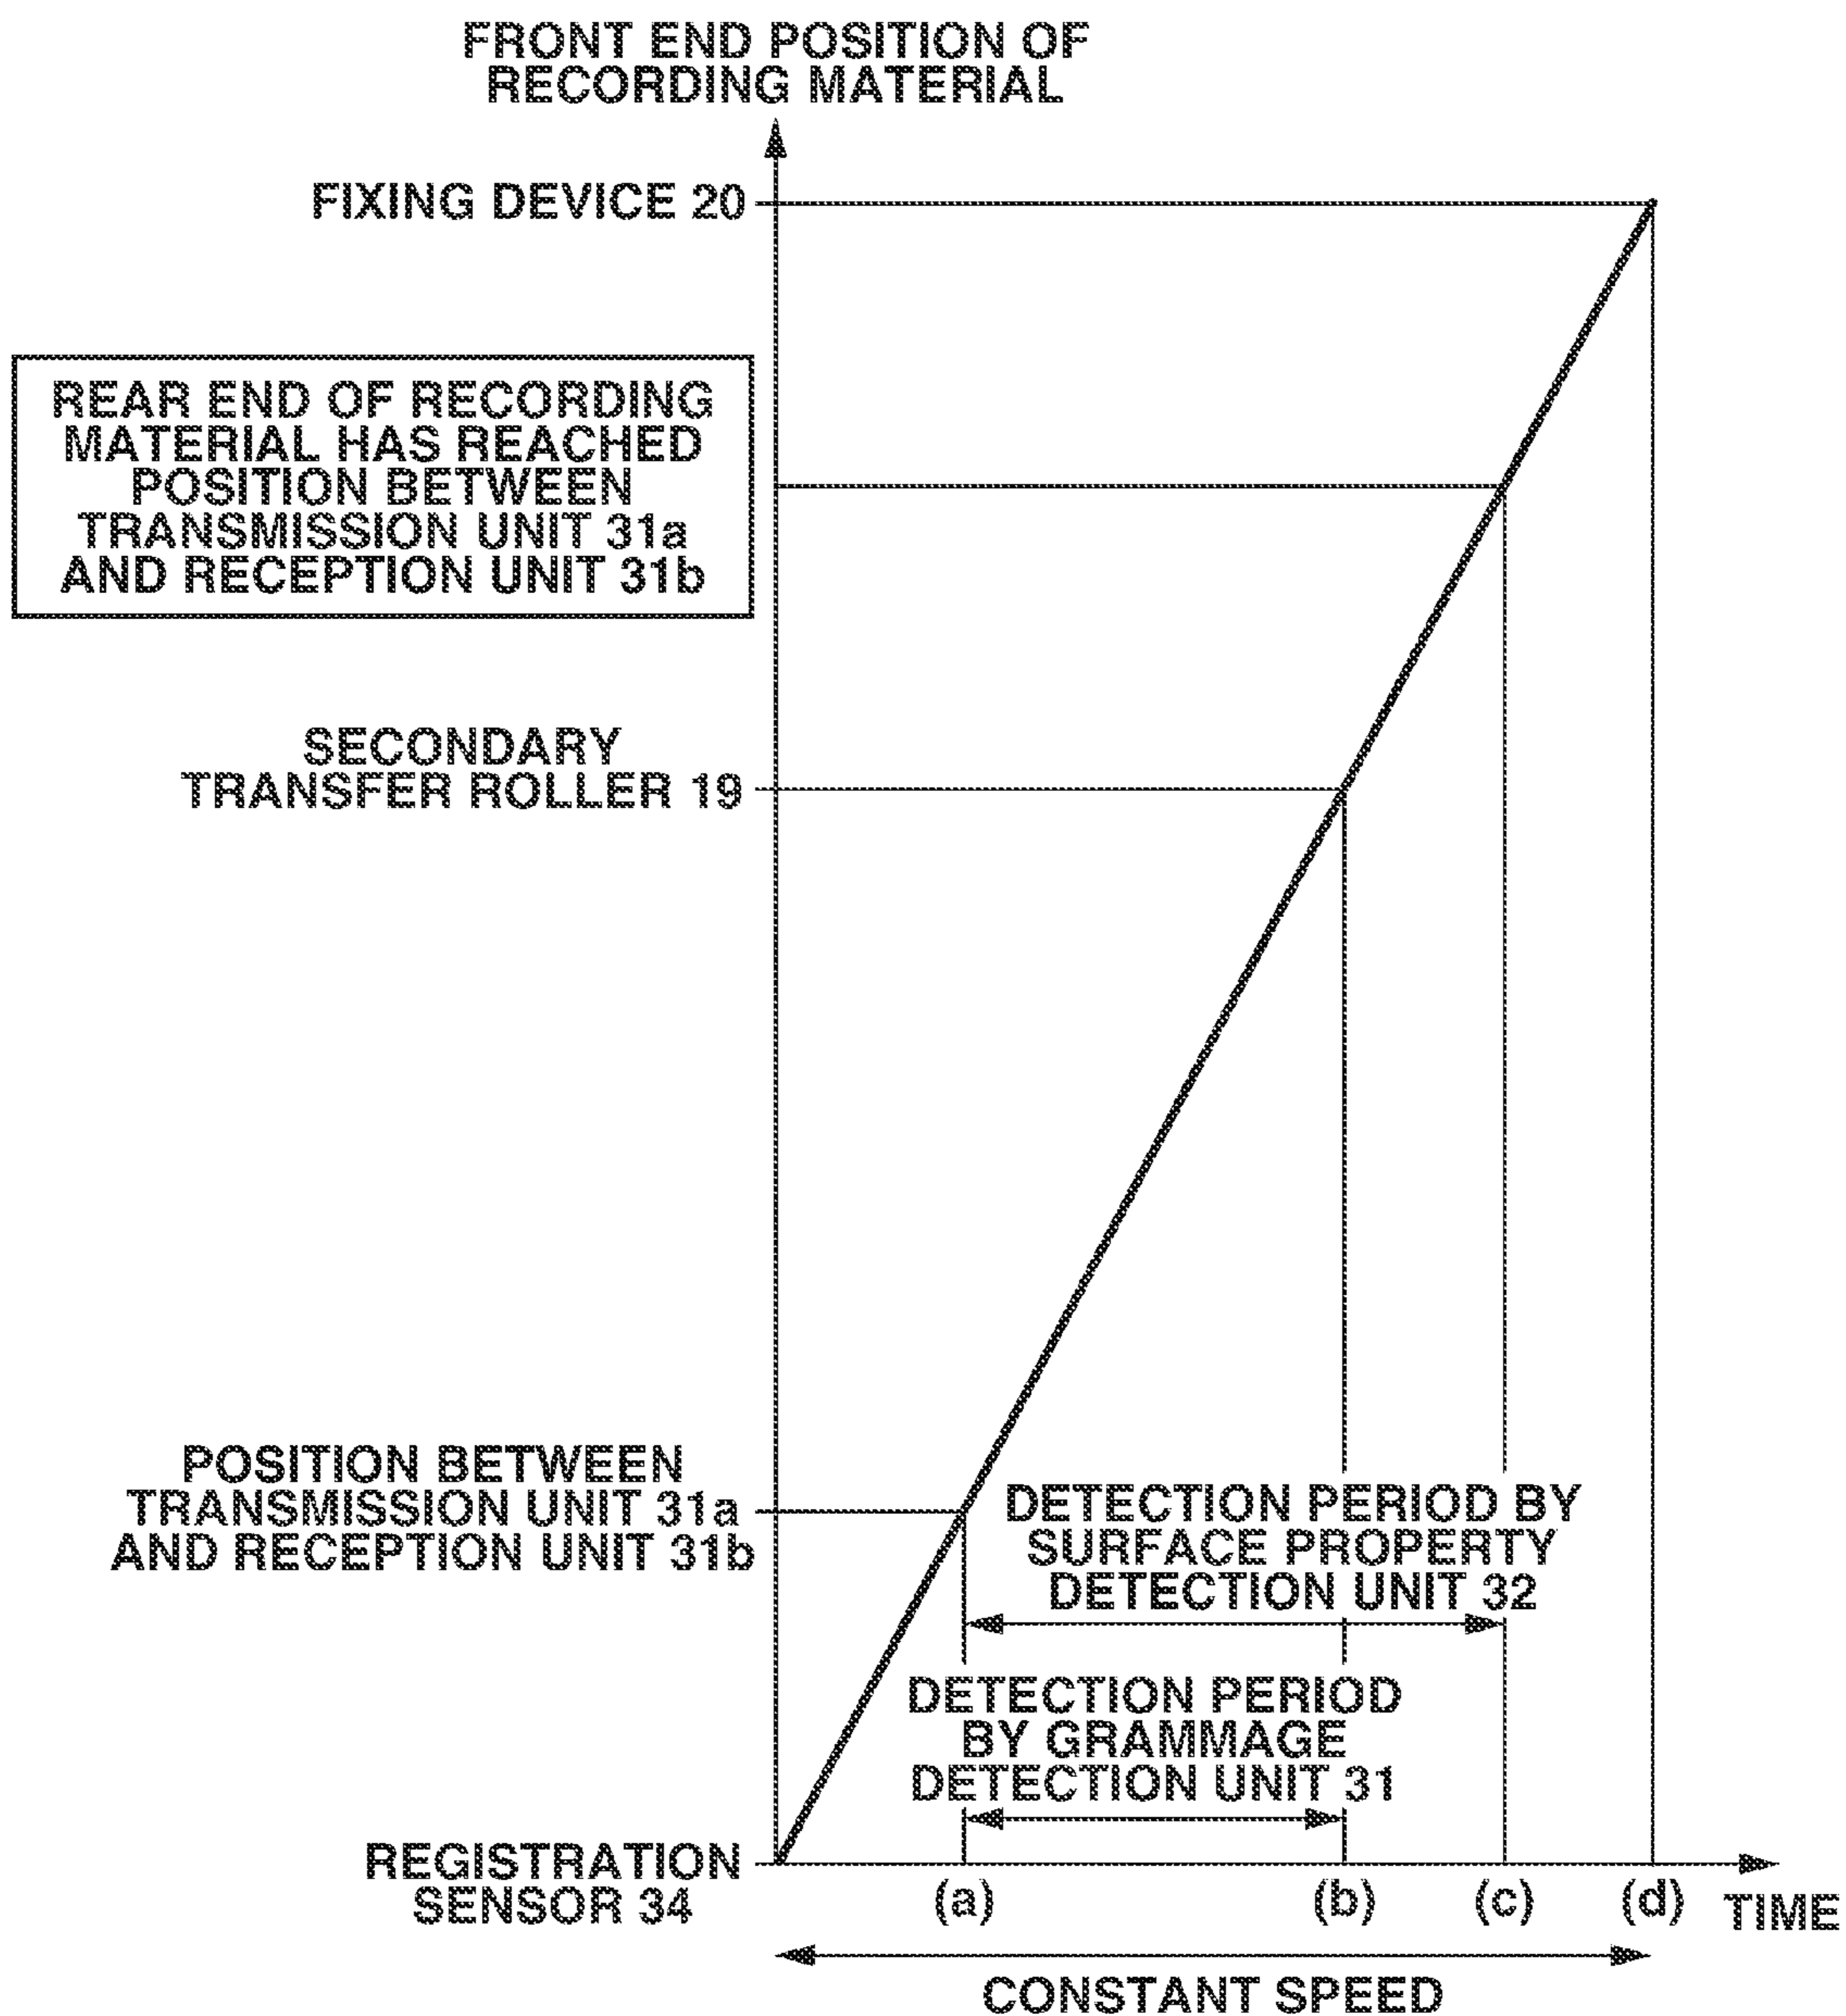 FRONT END POSITION OF
RECORDING MATERIAL
FIXING DEVICE 20
REAR END OF RECORDING
MATERIAL HAS REACHED
POSITION BETWEEN
TRANSMISSION UNIT 31a
AND RECEPTION UNIT 31b
SECONDARY
TRANSFER ROLLER 19
POSITION BETWEEN
TRANSMISSION UNIT 31a
AND RECEPTION UNIT 31b
DETECTION PERIOD BY
SURFACE PROPERTY
DETECTION UNIT 32
DETECTION PERIOD
BY GRAMMAGE
DETECTION UNIT 31
REGISTRATION
SENSOR 34
(a) (b) (c) (d) TIME
CONSTANT SPEED